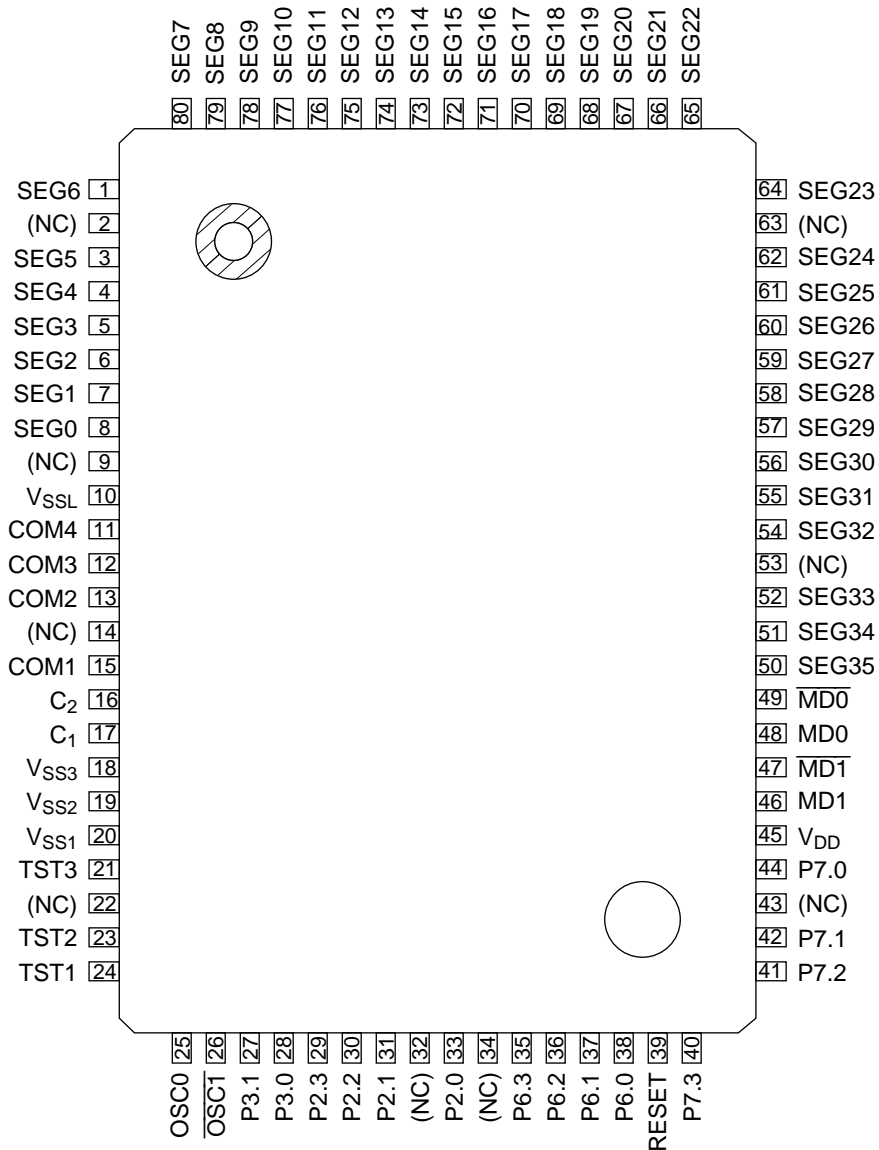 SEG7 SEG8 SEG9 SEG10 SEG11 SEG12 SEG13 SEG14 SEG15 SEG16 SEG17 SEG18 SEG19 SEG20 SEG21 SEG22
80 79 78 77 76 75 74 73 72 71 70 69 68 67 66 65
SEG6 1 64 SEG23
(NC) 2 63 (NC)
SEG5 3 62 SEG24
SEG4 4 61 SEG25
SEG3 5 60 SEG26
SEG2 6 59 SEG27
SEG1 7 58 SEG28
SEG0 8 57 SEG29
(NC) 9 56 SEG30
VSSL 10 55 SEG31
COM4 11 54 SEG32
COM3 12 53 (NC)
COM2 13 52 SEG33
(NC) 14 51 SEG34
COM1 15 50 SEG35
C2 16 49 M̅D̅0̅
C1 17 48 MD0
VSS3 18 47 M̅D̅1̅
VSS2 19 46 MD1
VSS1 20 45 VDD
TST3 21 44 P7.0
(NC) 22 43 (NC)
TST2 23 42 P7.1
TST1 24 41 P7.2
25 26 27 28 29 30 31 32 33 34 35 36 37 38 39 40
OSC0 O̅S̅C̅1̅ P3.1 P3.0 P2.3 P2.2 P2.1 (NC) P2.0 (NC) P6.3 P6.2 P6.1 P6.0 RESET P7.3